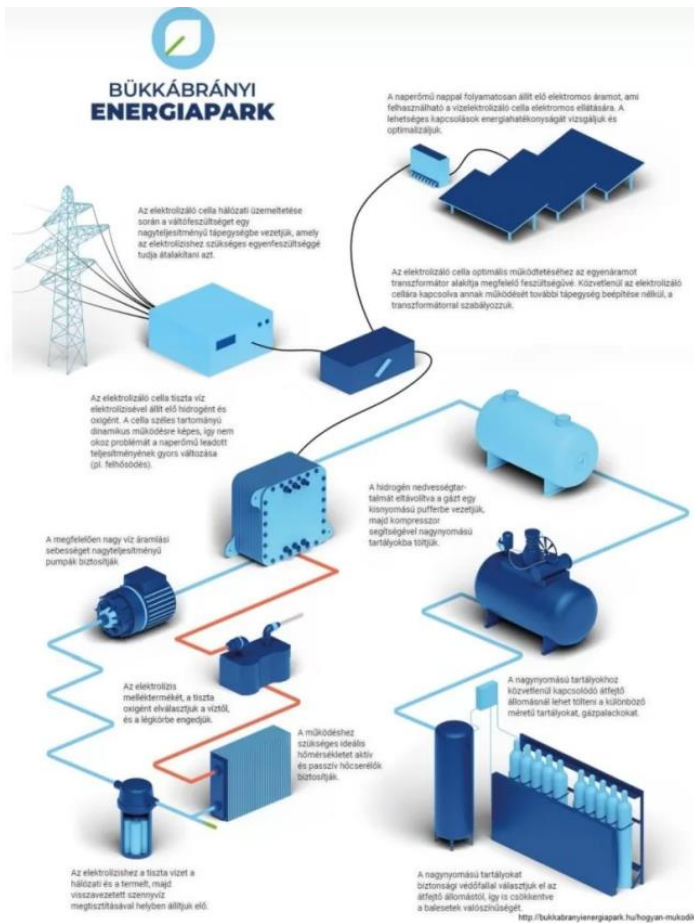 BÜKKÁBRÁNYI
ENERGIAPARK
A naperőmű nappal folyamatosan állít elő elektromos áramot, ami
felhasználható a vízelektrolizáló cella elektromos ellátására. A
lehetséges kapcsolások energiahatékonyságát vizsgáljuk és
optimalizáljuk.
Az elektrolizáló cella hálózati üzemeltetése
során a váltófeszültséget egy
nagyteljesítményű tápegységbe vezetjük, amely
az elektrolízishez szükséges egyenfeszültséggé
tudja átalakítani azt.
Az elektrolizáló cella optimális működtetéséhez az egyenáramot
transzformátor alakítja megfelelő feszültségűvé. Közvetlenül az elektrolizáló
cellára kapcsolva annak működését további tápegység beépítése nélkül, a
transzformátorral szabályozzuk.
Az elektrolizáló cella tiszta víz
elektrolízisével állít elő hidrogént és
oxigént. A cella széles tartományú
dinamikus működésre képes, így nem
okoz problémát a naperőmű leadott
teljesítményének gyors változása
(pl. felhősödés).
A hidrogén nedvességtar-
talmát eltávolítva a gázt egy
kisnyomású pufferbe vezetjük,
majd kompresszor
segítségével nagynyomású
tartályokba töltjük.
A megfelelően nagy víz áramlási
sebességet nagyteljesítményű
pumpák biztosítják
Az elektrolízis
melléktermékét, a tiszta
oxigént elválasztjuk a víztől,
és a légkörbe engedjük.
A nagynyomású tartályokhoz
közvetlenül kapcsolódó átfejtő
állomásnál lehet tölteni a különböző
méretű tartályokat, gázpalackokat.
A működéshez
szükséges ideális
hőmérsékletet aktív
és passzív hőcserélők
biztosítják.
Az elektrolízishez a tiszta vizet a
hálózati és a termelt, majd
visszavezetett szennyvíz
megtisztításával helyben állítjuk elő.
A nagynyomású tartályokat
biztonsági védőfallal választjuk el az
átfejtő állomástól, így is csökkentve
a balesetek valószínűségét.
http://bukkabranyienergiapark.hu/hogyan-mukodik